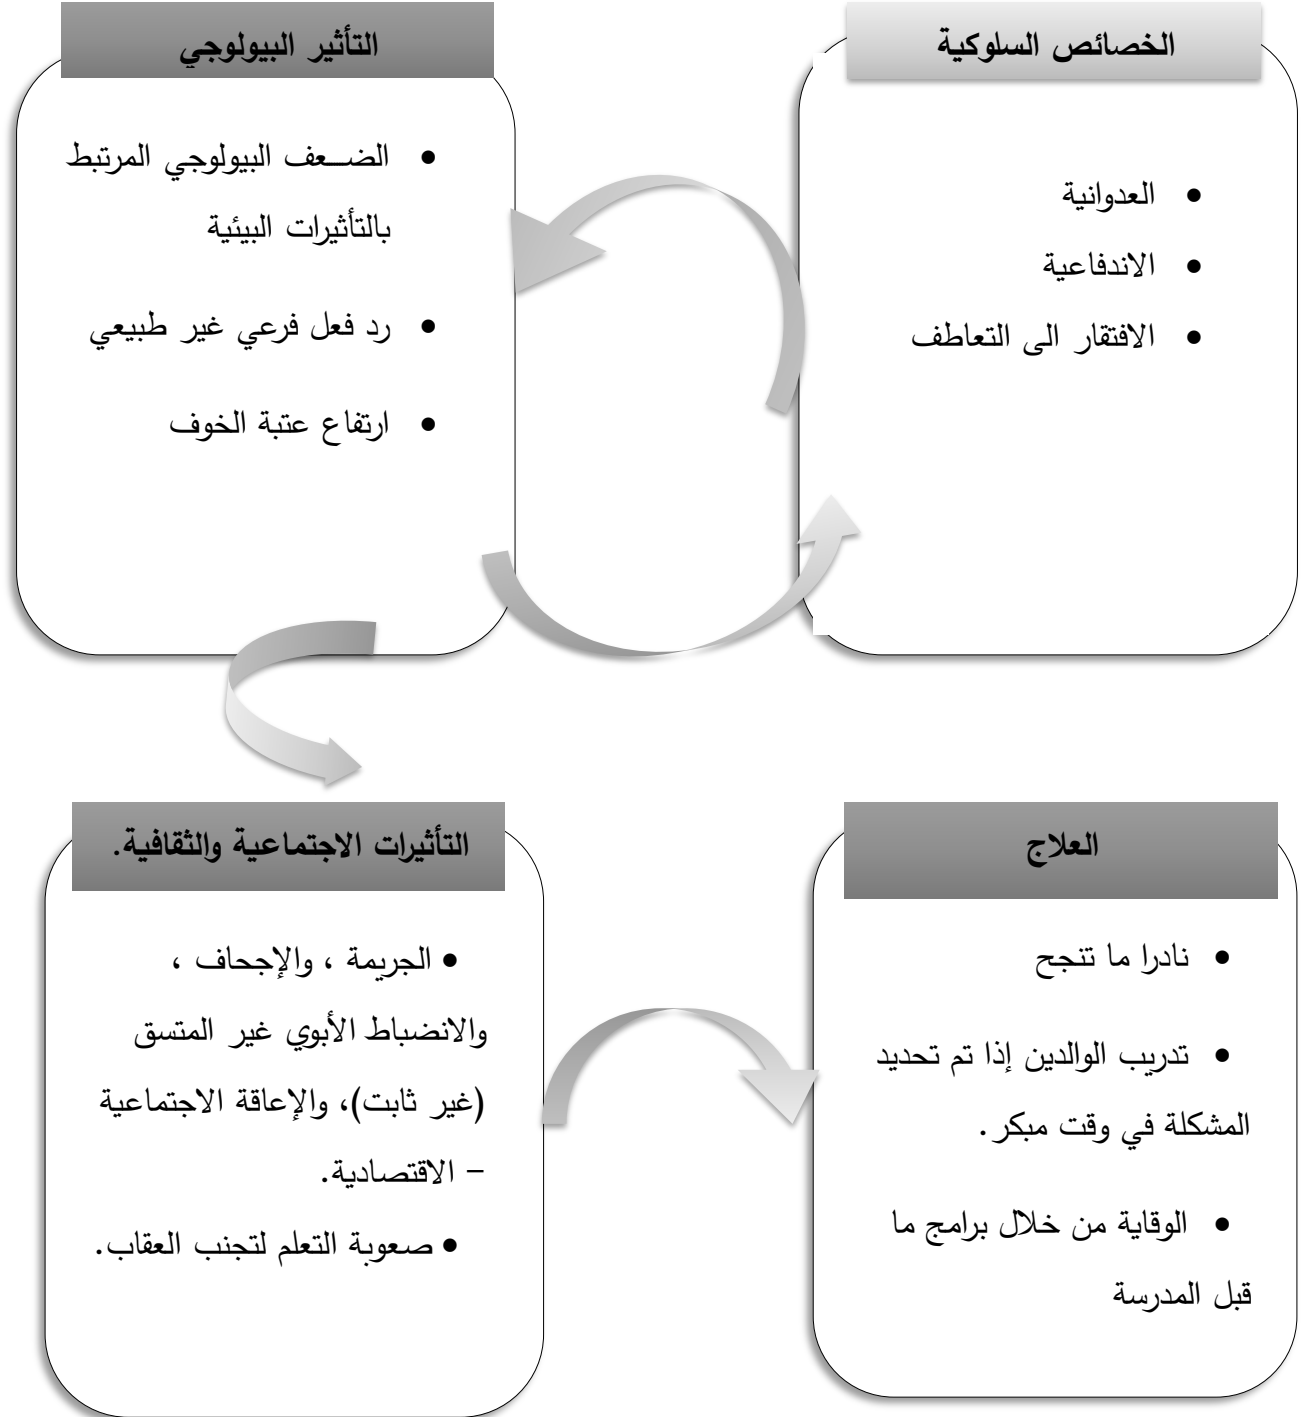 الخصائص السلوكية
• العدوانية
• الاندفاعية
• الافتقار الى التعاطف
التأثير البيولوجي
• الضعف البيولوجي المرتبط
بالتأثيرات البيئية
• رد فعل فرعي غير طبيعي
• ارتفاع عتبة الخوف
التأثيرات الاجتماعية والثقافية.
• الجريمة ، والإجحاف ،
والانضباط الأبوي غير المتسق
(غير ثابت)، والإعاقة الاجتماعية
– الاقتصادية.
• صعوبة التعلم لتجنب العقاب.
العلاج
• نادرا ما تنجح
• تدريب الوالدين إذا تم تحديد
المشكلة في وقت مبكر .
• الوقاية من خلال برامج ما
قبل المدرسة